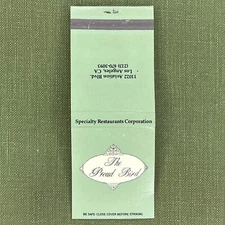 11022 Aviation Blvd.
Los Angeles, CA
(213) 670-3093
Specialty Restaurants Corporation
The
Proud Bird
WE SAFE-CLOSE COVER BEFORE STRIKING